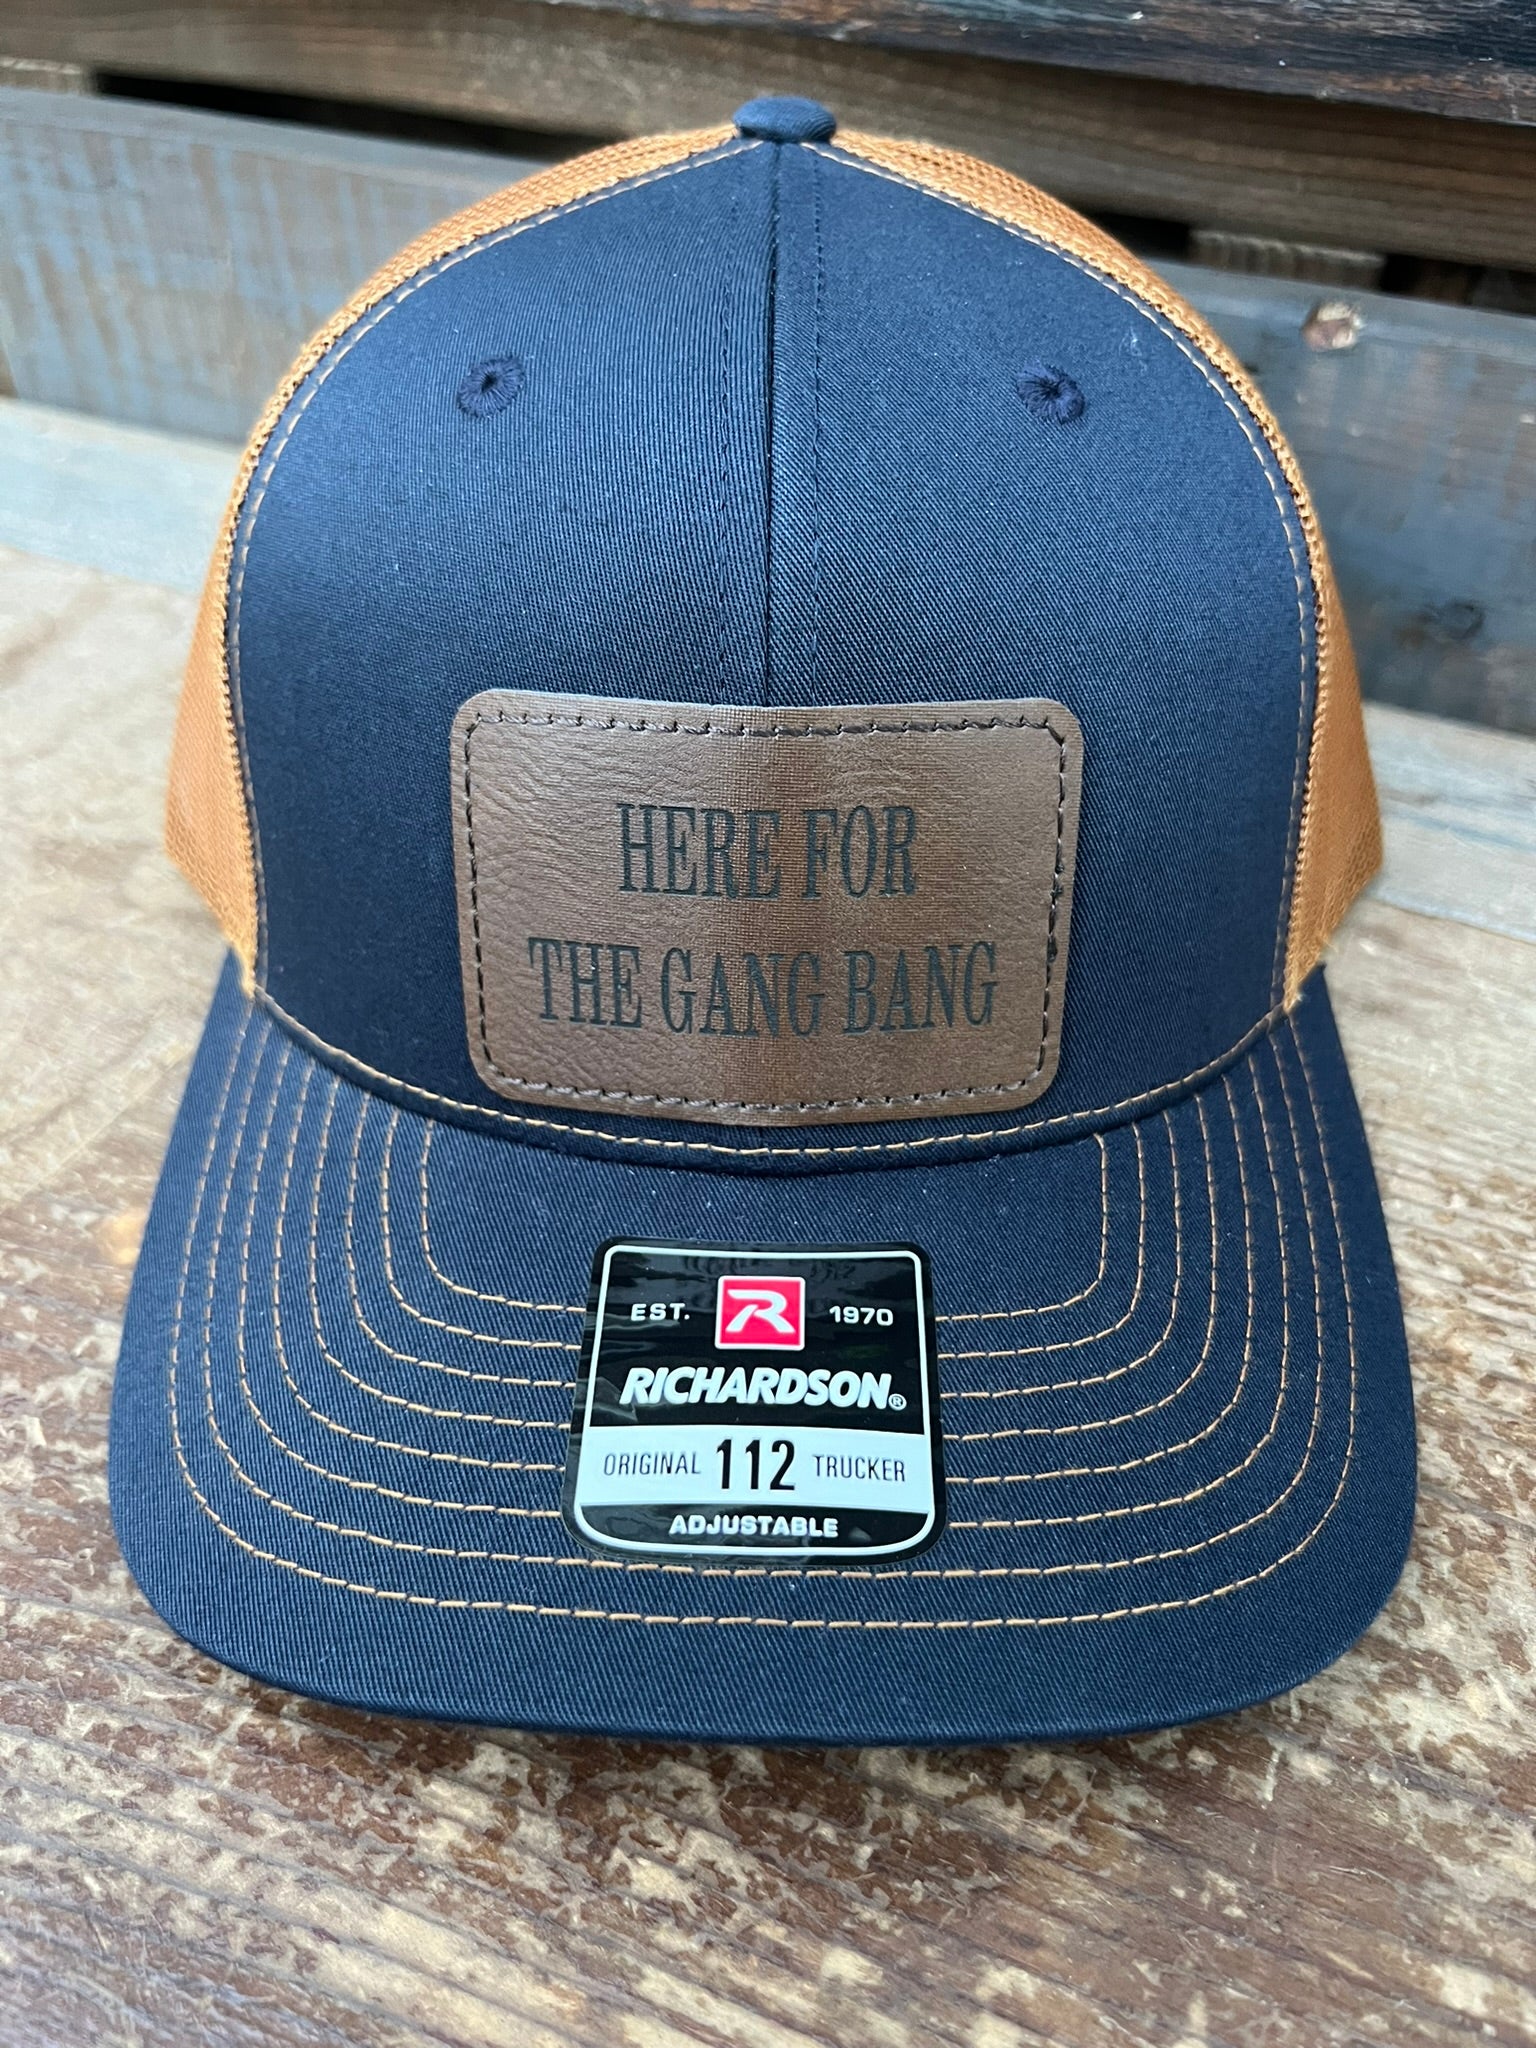 HERE FOR
THE GANG BANG
EST. R 1970
RICHARDSON®
ORIGINAL 112 TRUCKER
ADJUSTABLE